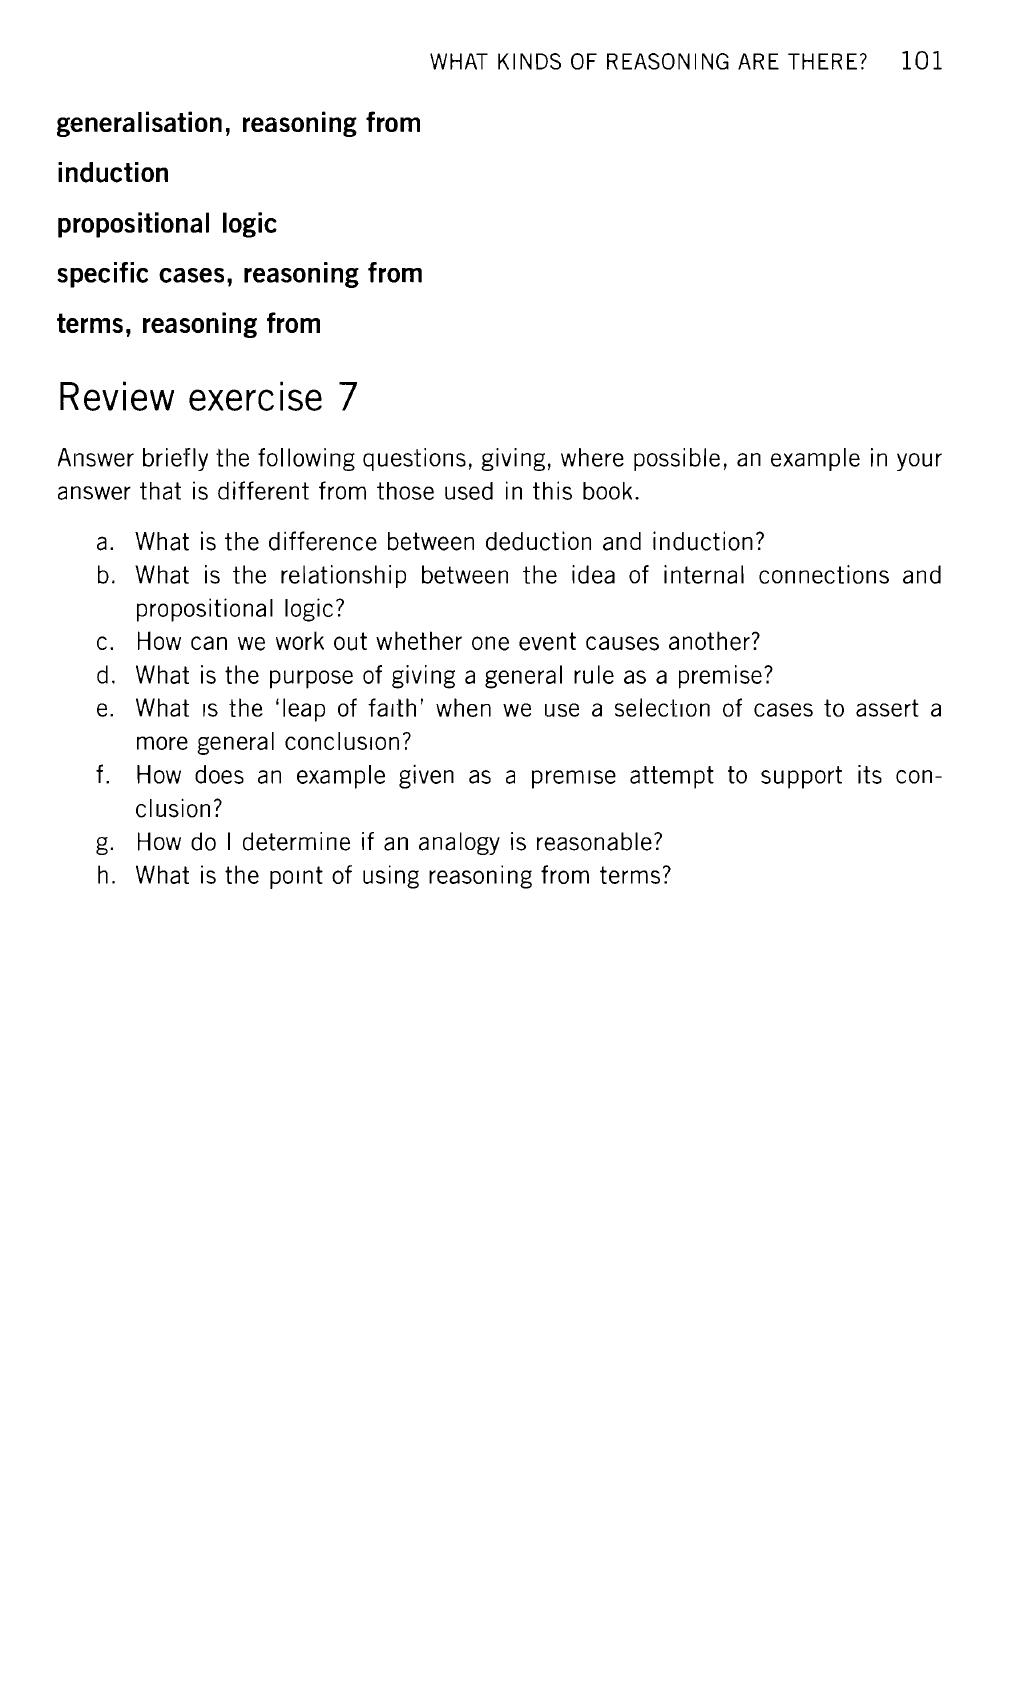 WHAT KINDS OF REASONING ARE THERE? 101
generalisation, reasoning from
induction
propositional logic
specific cases, reasoning from
terms, reasoning from
Review exercise 7
Answer briefly the following questions, giving, where possible, an example in your
answer that is different from those used in this book.
a. What is the difference between deduction and induction?
b. What is the relationship between the idea of internal connections and
propositional logic?
c. How can we work out whether one event causes another?
d. What is the purpose of giving a general rule as a premise?
e. What is the ‘leap of faith’ when we use a selection of cases to assert a
more general conclusion?
f. How does an example given as a premise attempt to support its con-
clusion?
g. How do I determine if an analogy is reasonable?
h. What is the point of using reasoning from terms?